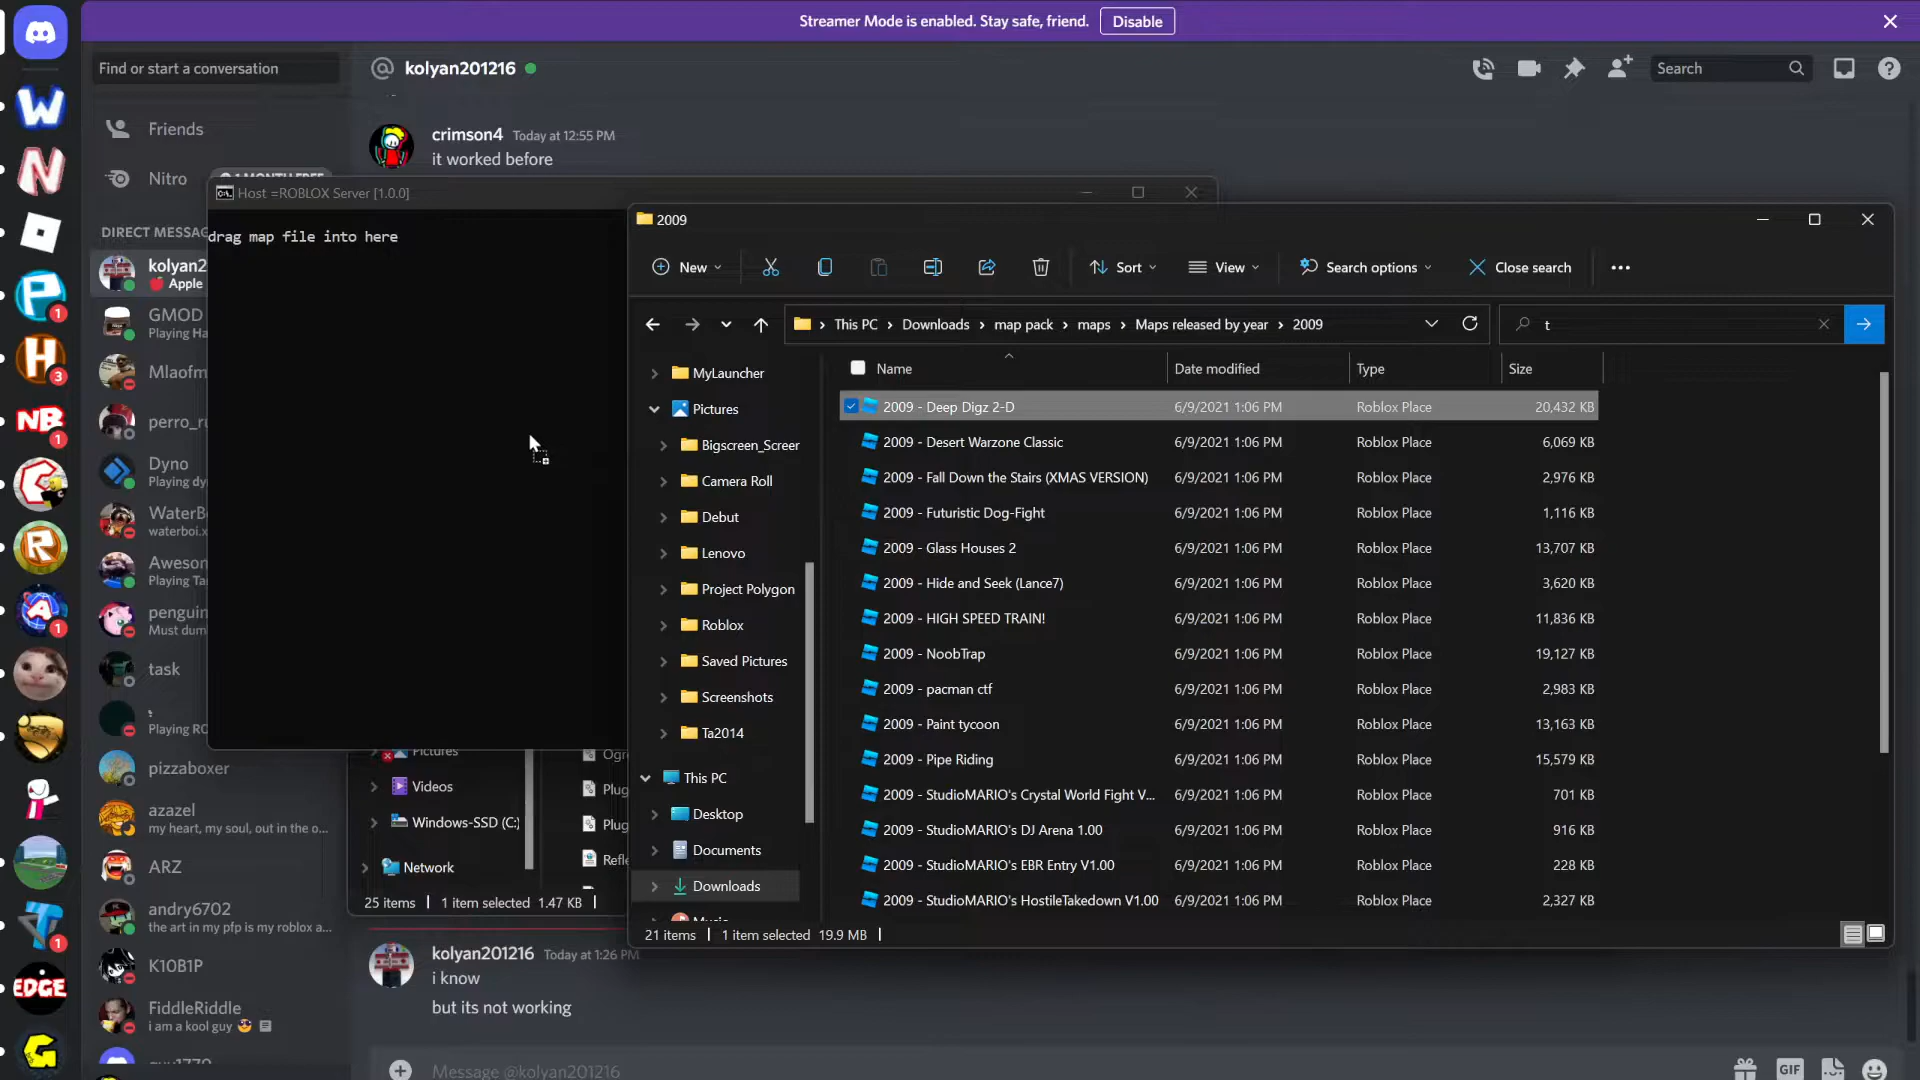 Streamer Mode is enabled. Stay safe, friend.
Disable
Find or start a conversation
kolyan201216
Search
Friends
crimson4 Today at 12:55 PM
it worked before
Nitro
Host =ROBLOX Server [1.0.0]
DIRECT MESSAG
drag map file into here
2009
New
Sort
View
Search options
Close search
This PC > Downloads > map pack > maps > Maps released by year > 2009
t
kolyan2
Apple
GMOD
Playing Ha
Mlaofm
perro_ru
Dyno
Playing dy
WaterB
waterboi.x
Aweson
Playing Ta
penguin
Must dum
task
Playing RO
pizzaboxer
azazel
my heart, my soul, out in the o...
ARZ
andry6702
the art in my pfp is my roblox a...
K10B1P
FiddleRiddle
i am a kool guy
MyLauncher
Pictures
Bigscreen_Screer
Camera Roll
Debut
Lenovo
Project Polygon
Roblox
Saved Pictures
Screenshots
Ta2014
This PC
Desktop
Documents
Downloads
Name Date modified Type Size
2009 - Deep Digz 2-D 6/9/2021 1:06 PM Roblox Place 20,432 KB
2009 - Desert Warzone Classic 6/9/2021 1:06 PM Roblox Place 6,069 KB
2009 - Fall Down the Stairs (XMAS VERSION) 6/9/2021 1:06 PM Roblox Place 2,976 KB
2009 - Futuristic Dog-Fight 6/9/2021 1:06 PM Roblox Place 1,116 KB
2009 - Glass Houses 2 6/9/2021 1:06 PM Roblox Place 13,707 KB
2009 - Hide and Seek (Lance7) 6/9/2021 1:06 PM Roblox Place 3,620 KB
2009 - HIGH SPEED TRAIN! 6/9/2021 1:06 PM Roblox Place 11,836 KB
2009 - NoobTrap 6/9/2021 1:06 PM Roblox Place 19,127 KB
2009 - pacman ctf 6/9/2021 1:06 PM Roblox Place 2,983 KB
2009 - Paint tycoon 6/9/2021 1:06 PM Roblox Place 13,163 KB
2009 - Pipe Riding 6/9/2021 1:06 PM Roblox Place 15,579 KB
2009 - StudioMARIO's Crystal World Fight V... 6/9/2021 1:06 PM Roblox Place 701 KB
2009 - StudioMARIO's DJ Arena 1.00 6/9/2021 1:06 PM Roblox Place 916 KB
2009 - StudioMARIO's EBR Entry V1.00 6/9/2021 1:06 PM Roblox Place 228 KB
2009 - StudioMARIO's HostileTakedown V1.00 6/9/2021 1:06 PM Roblox Place 2,327 KB
21 items 1 item selected 19.9 MB
Pictures
Videos
Windows-SSD (C:)
Network
Ogr
Plug
Plug
Refle
25 items 1 item selected 1.47 KB
kolyan201216 Today at 1:26 PM
i know
but its not working
Message @kolyan201216
GIF
NB
EDGE
1
3
1
1
1